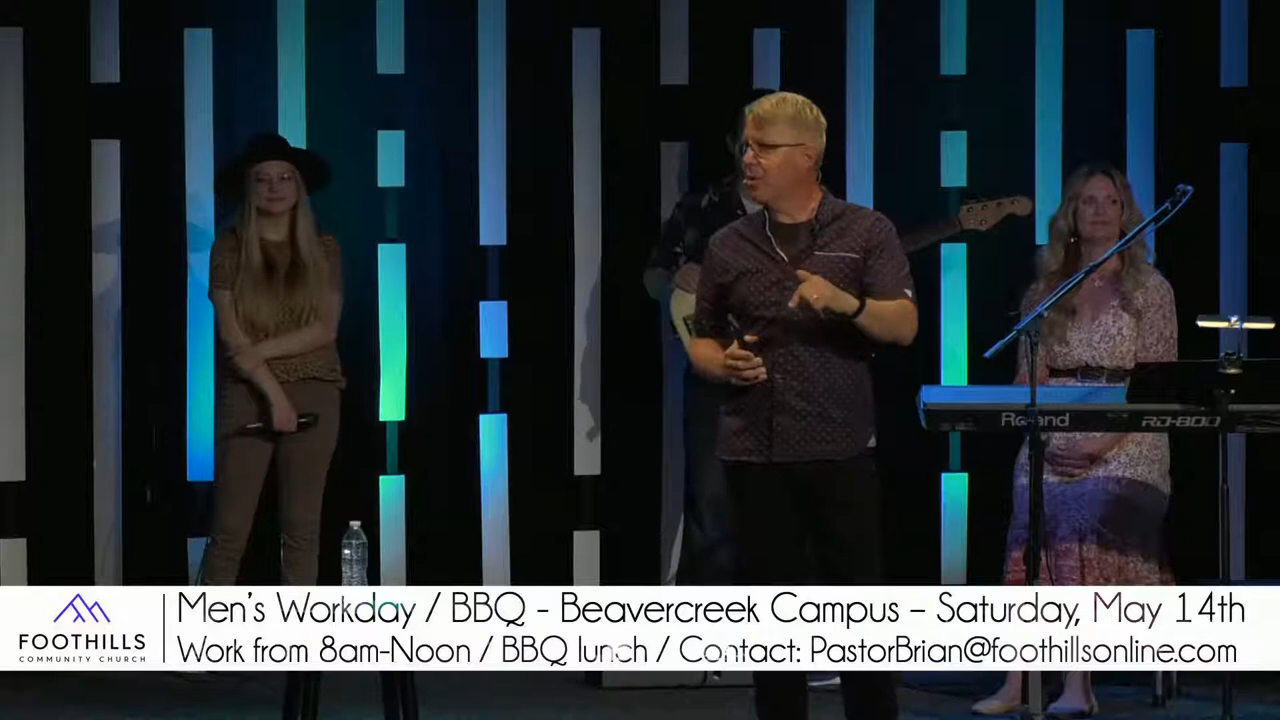 Roland
RD-800
FOOTHILLS
COMMUNITY CHURCH
Men's Workday / BBQ - Beavercreek Campus – Saturday, May 14th
Work from 8am-Noon / BBQ lunch / Contact: PastorBrian@foothillsonline.com